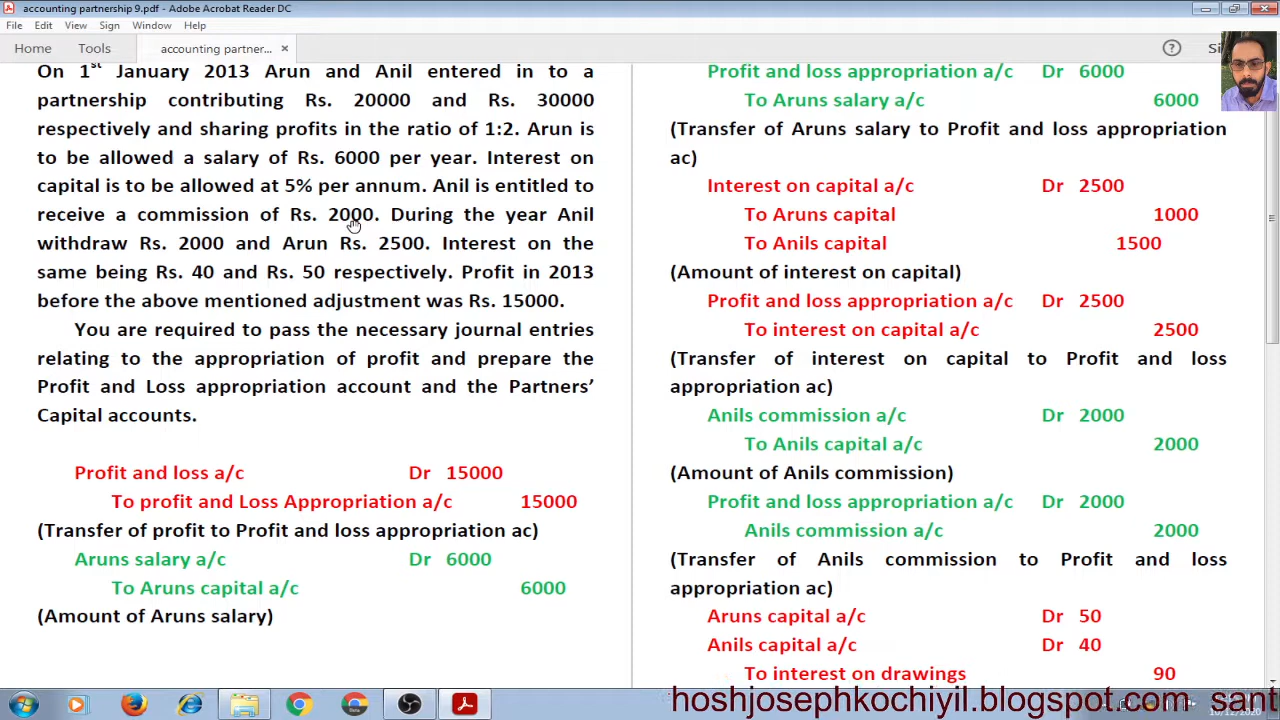 accounting partnership 9.pdf - Adobe Acrobat Reader DC
File Edit View Sign Window Help
Home Tools accounting partner... ×
On 1st January 2013 Arun and Anil entered in to a
partnership contributing Rs. 20000 and Rs. 30000
respectively and sharing profits in the ratio of 1:2. Arun is
to be allowed a salary of Rs. 6000 per year. Interest on
capital is to be allowed at 5% per annum. Anil is entitled to
receive a commission of Rs. 2000. During the year Anil
withdraw Rs. 2000 and Arun Rs. 2500. Interest on the
same being Rs. 40 and Rs. 50 respectively. Profit in 2013
before the above mentioned adjustment was Rs. 15000.
You are required to pass the necessary journal entries
relating to the appropriation of profit and prepare the
Profit and Loss appropriation account and the Partners’
Capital accounts.
Profit and loss a/c Dr 15000
To profit and Loss Appropriation a/c 15000
(Transfer of profit to Profit and loss appropriation ac)
Aruns salary a/c Dr 6000
To Aruns capital a/c 6000
(Amount of Aruns salary)
Profit and loss appropriation a/c Dr 6000
To Aruns salary a/c 6000
(Transfer of Aruns salary to Profit and loss appropriation
ac)
Interest on capital a/c Dr 2500
To Aruns capital 1000
To Anils capital 1500
(Amount of interest on capital)
Profit and loss appropriation a/c Dr 2500
To interest on capital a/c 2500
(Transfer of interest on capital to Profit and loss
appropriation ac)
Anils commission a/c Dr 2000
To Anils capital a/c 2000
(Amount of Anils commission)
Profit and loss appropriation a/c Dr 2000
Anils commission a/c 2000
(Transfer of Anils commission to Profit and loss
appropriation ac)
Aruns capital a/c Dr 50
Anils capital a/c Dr 40
To interest on drawings 90
hoshjosephkochiyil.blogspot.com